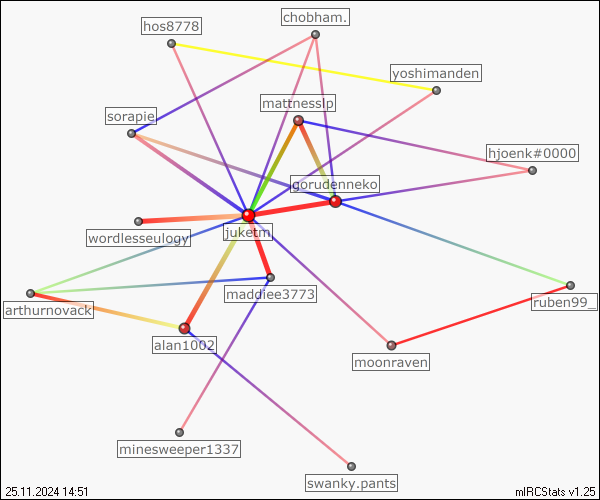 chobham.
hos8778
yoshimanden
mattnesslp
sorapie
hjoenk#0000
gorudenneko
juketm
wordlesseulogy
maddiee3773
ruben99_
arthurnovack
alan1002
moonraven
minesweeper1337
swanky.pants
25.11.2024 14:51
mIRCStats v1.25